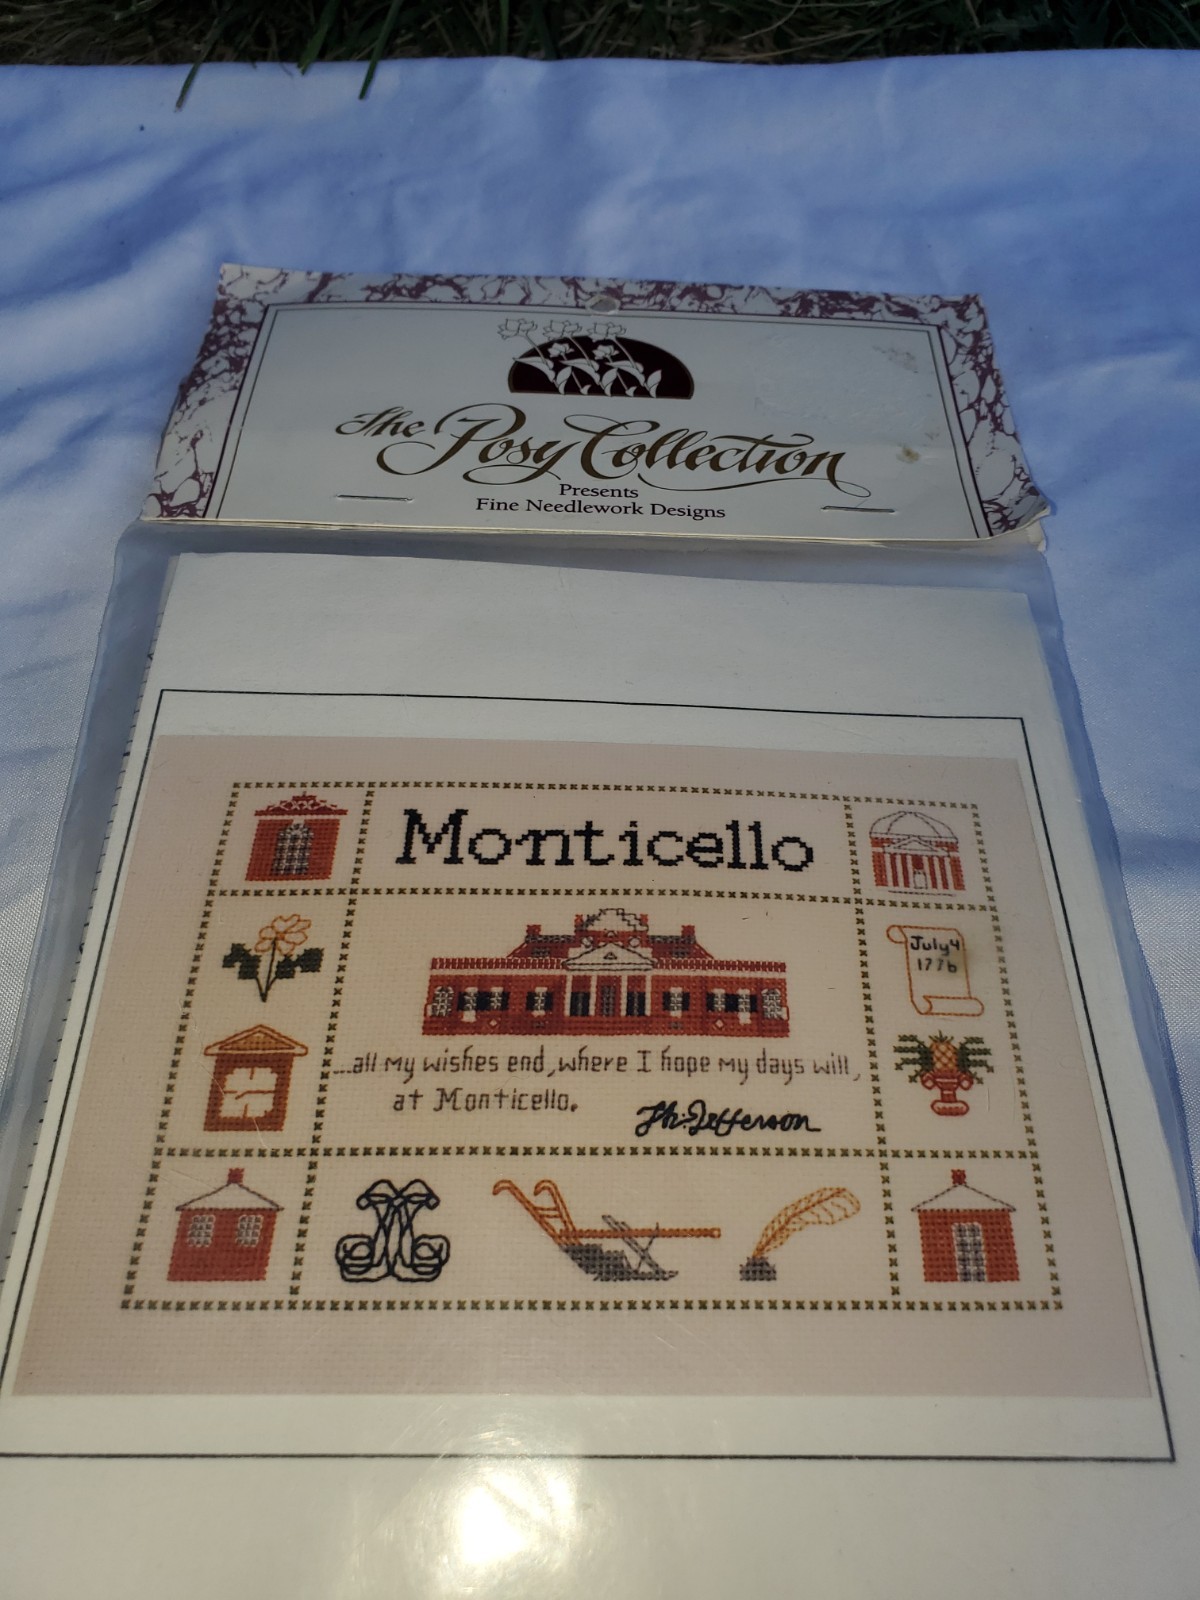 The Posy Collection
Presents
Fine Needlework Designs
Monticello
July 4
1776
...all my wishes end, where I hope my days will,
at Monticello.
Th. Jefferson